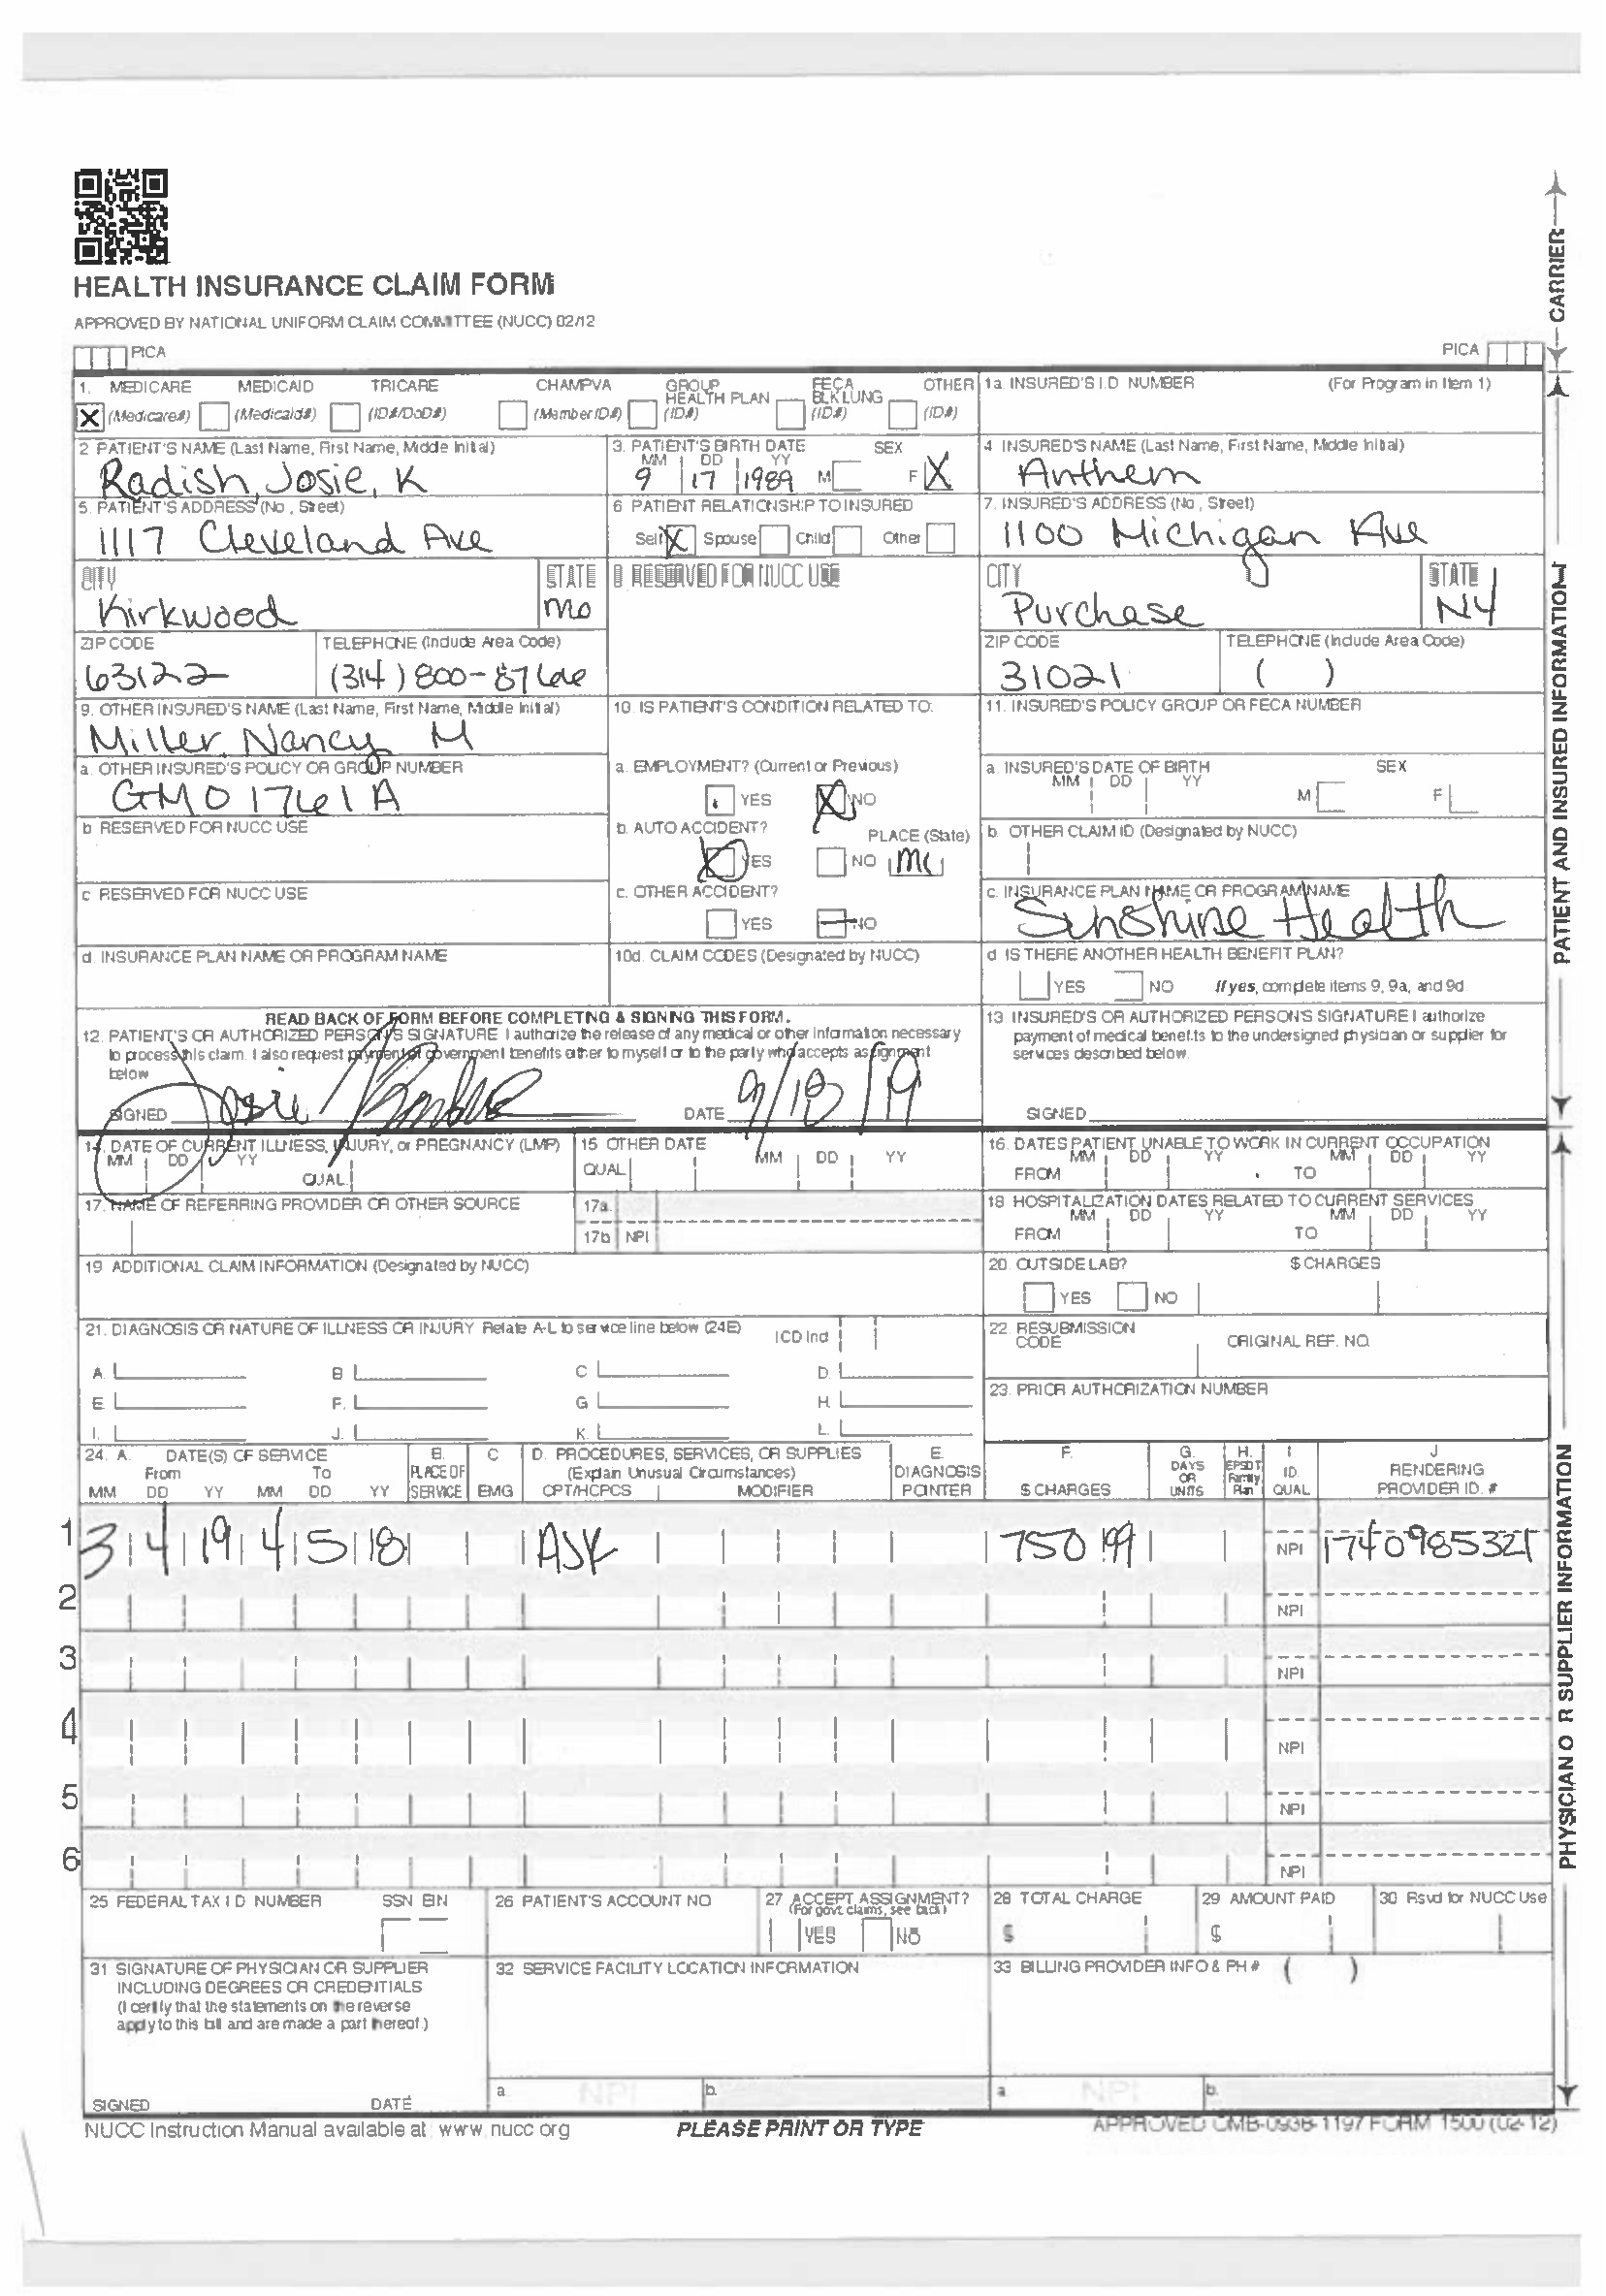 HEALTH INSURANCE CLAIM FORM
APPROVED BY NATIONAL UNIFORM CLAIM COMMITTEE (NUCC) 02/12
PICA
PICA
CARRIER
1. MEDICARE MEDICAID TRICARE CHAMPVA GROUP HEALTH PLAN FECA BLK LUNG OTHER
X (Medicare#) (Medicaid#) (ID#/DoD#) (Member ID#) (ID#) (ID#) (ID#)
1a. INSURED'S I.D NUMBER (For Program in Item 1)
2 PATIENT'S NAME (Last Name, First Name, Middle Initial)
Radish, Josie, K
3. PATIENT'S BIRTH DATE SEX
MM DD YY
9 17 1989 M F X
4 INSURED'S NAME (Last Name, First Name, Middle Initial)
Anthem
5. PATIENT'S ADDRESS (No , Street)
1117 Cleveland Ave
6 PATIENT RELATIONSHIP TO INSURED
Self X Spouse Child Other
7. INSURED'S ADDRESS (No , Street)
1100 Michigan Ave
CITY STATE
Kirkwood Mo
8 RESERVED FOR NUCC USE
CITY STATE
Purchase NY
ZIP CODE TELEPHONE (Include Area Code)
63122 (314) 800-8766
ZIP CODE TELEPHONE (Include Area Code)
31021 ( )
9. OTHER INSURED'S NAME (Last Name, First Name, Middle Initial)
Miller, Nancy M
10 IS PATIENT'S CONDITION RELATED TO:
11. INSURED'S POLICY GROUP OR FECA NUMBER
a. OTHER INSURED'S POLICY OR GROUP NUMBER
GM01761A
a. EMPLOYMENT? (Current or Previous)
YES X NO
a. INSURED'S DATE OF BIRTH SEX
MM DD YY M F
b RESERVED FOR NUCC USE
b. AUTO ACCIDENT? PLACE (State)
X YES NO
b. OTHER CLAIM ID (Designated by NUCC)
c RESERVED FOR NUCC USE
c. OTHER ACCIDENT?
YES NO
c. INSURANCE PLAN NAME OR PROGRAM NAME
Sunshine Health
d. INSURANCE PLAN NAME OR PROGRAM NAME
10d. CLAIM CODES (Designated by NUCC)
d IS THERE ANOTHER HEALTH BENEFIT PLAN?
YES NO If yes, complete items 9, 9a, and 9d
PATIENT AND INSURED INFORMATION
READ BACK OF FORM BEFORE COMPLETING & SIGNING THIS FORM.
12. PATIENT'S OR AUTHORIZED PERSON'S SIGNATURE I authorize the release of any medical or other information necessary
to process this claim. I also request payment of government benefits either to myself or to the party who accepts assignment
below
SIGNED Josie DATE 9/18/19
13 INSURED'S OR AUTHORIZED PERSON'S SIGNATURE I authorize
payment of medical benefits to the undersigned physician or supplier for
services described below.
SIGNED
14. DATE OF CURRENT ILLNESS, INJURY, or PREGNANCY (LMP)
MM DD YY QUAL.
15 OTHER DATE
QUAL MM DD YY
16. DATES PATIENT UNABLE TO WORK IN CURRENT OCCUPATION
MM DD YY MM DD YY
FROM TO
17. NAME OF REFERRING PROVIDER OR OTHER SOURCE
17a.
17b NPI
18 HOSPITALIZATION DATES RELATED TO CURRENT SERVICES
MM DD YY MM DD YY
FROM TO
19 ADDITIONAL CLAIM INFORMATION (Designated by NUCC)
20. OUTSIDE LAB? $ CHARGES
YES NO
21. DIAGNOSIS OR NATURE OF ILLNESS OR INJURY Relate A-L to service line below (24E) ICD Ind
A. B C D.
E F. G H.
I. J. K. L.
22. RESUBMISSION CODE ORIGINAL REF. NO.
23. PRIOR AUTHORIZATION NUMBER
24. A. DATE(S) OF SERVICE
From To
MM DD YY MM DD YY
B. PLACE OF SERVICE
C EMG
D. PROCEDURES, SERVICES, OR SUPPLIES
(Explain Unusual Circumstances)
CPT/HCPCS MODIFIER
E. DIAGNOSIS POINTER
F. $ CHARGES
G. DAYS OR UNITS
H. EPSDT Family Plan
I. ID. QUAL
J RENDERING PROVIDER ID. #
1 3 4 19 4 5 18 ASK 750 99 NPI 1740985321
2 NPI
3 NPI
4 NPI
5 NPI
6 NPI
25 FEDERAL TAX I D NUMBER SSN EIN
26 PATIENT'S ACCOUNT NO
27 ACCEPT ASSIGNMENT?
(For govt. claims, see back)
YES NO
28 TOTAL CHARGE
$
29 AMOUNT PAID
$
30 Rsvd for NUCC Use
31 SIGNATURE OF PHYSICIAN OR SUPPLIER
INCLUDING DEGREES OR CREDENTIALS
(I certify that the statements on the reverse
apply to this bill and are made a part thereof.)
SIGNED DATE
32 SERVICE FACILITY LOCATION INFORMATION
a NPI b.
33 BILLING PROVIDER INFO & PH # ( )
a NPI b.
PHYSICIAN O R SUPPLIER INFORMATION
NUCC Instruction Manual available at: www nucc org
PLEASE PRINT OR TYPE
APPROVED OMB-0938-1197 FORM 1500 (02-12)